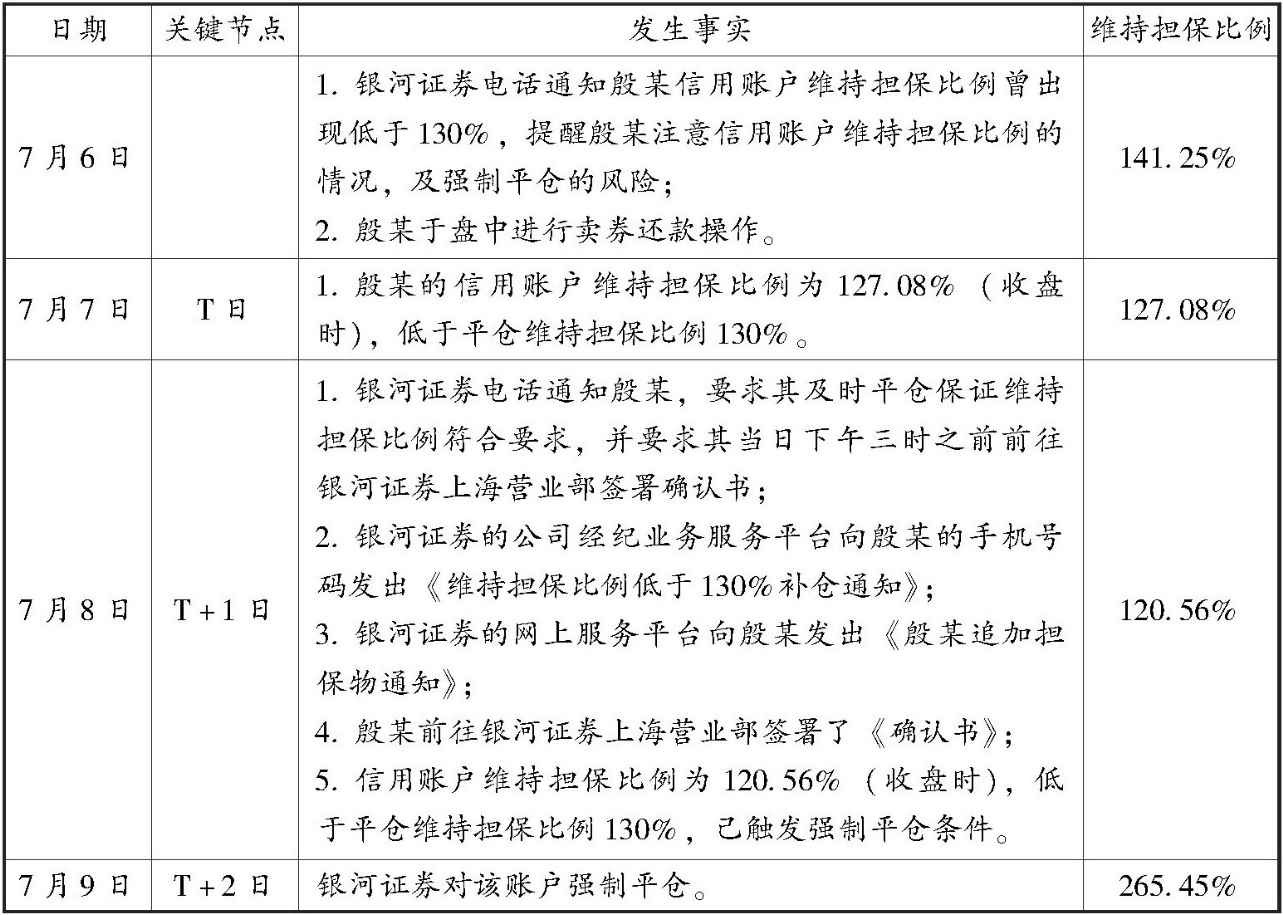 日期 关键节点 发生事实 维持担保比例
1. 银河证券电话通知殷某信用账户维持担保比例曾出
现低于130%，提醒殷某注意信用账户维持担保比例的
7月6日 141.25%
情况，及强制平仓的风险；
2. 殷某于盘中进行卖券还款操作。
1. 殷某的信用账户维持担保比例为127.08%（收盘
7月7日 T日 127.08%
时），低于平仓维持担保比例130%。
1. 银河证券电话通知殷某，要求其及时平仓保证维持
担保比例符合要求，并要求其当日下午三时之前前往
银河证券上海营业部签署确认书；
2. 银河证券的公司经纪业务服务平台向殷某的手机号
码发出《维持担保比例低于130%补仓通知》；
7月8日 T+1日 120.56%
3. 银河证券的网上服务平台向殷某发出《殷某追加担
保物通知》；
4. 殷某前往银河证券上海营业部签署了《确认书》；
5. 信用账户维持担保比例为120.56%（收盘时），低
于平仓维持担保比例130%，已触发强制平仓条件。
7月9日 T+2日 银河证券对该账户强制平仓。 265.45%